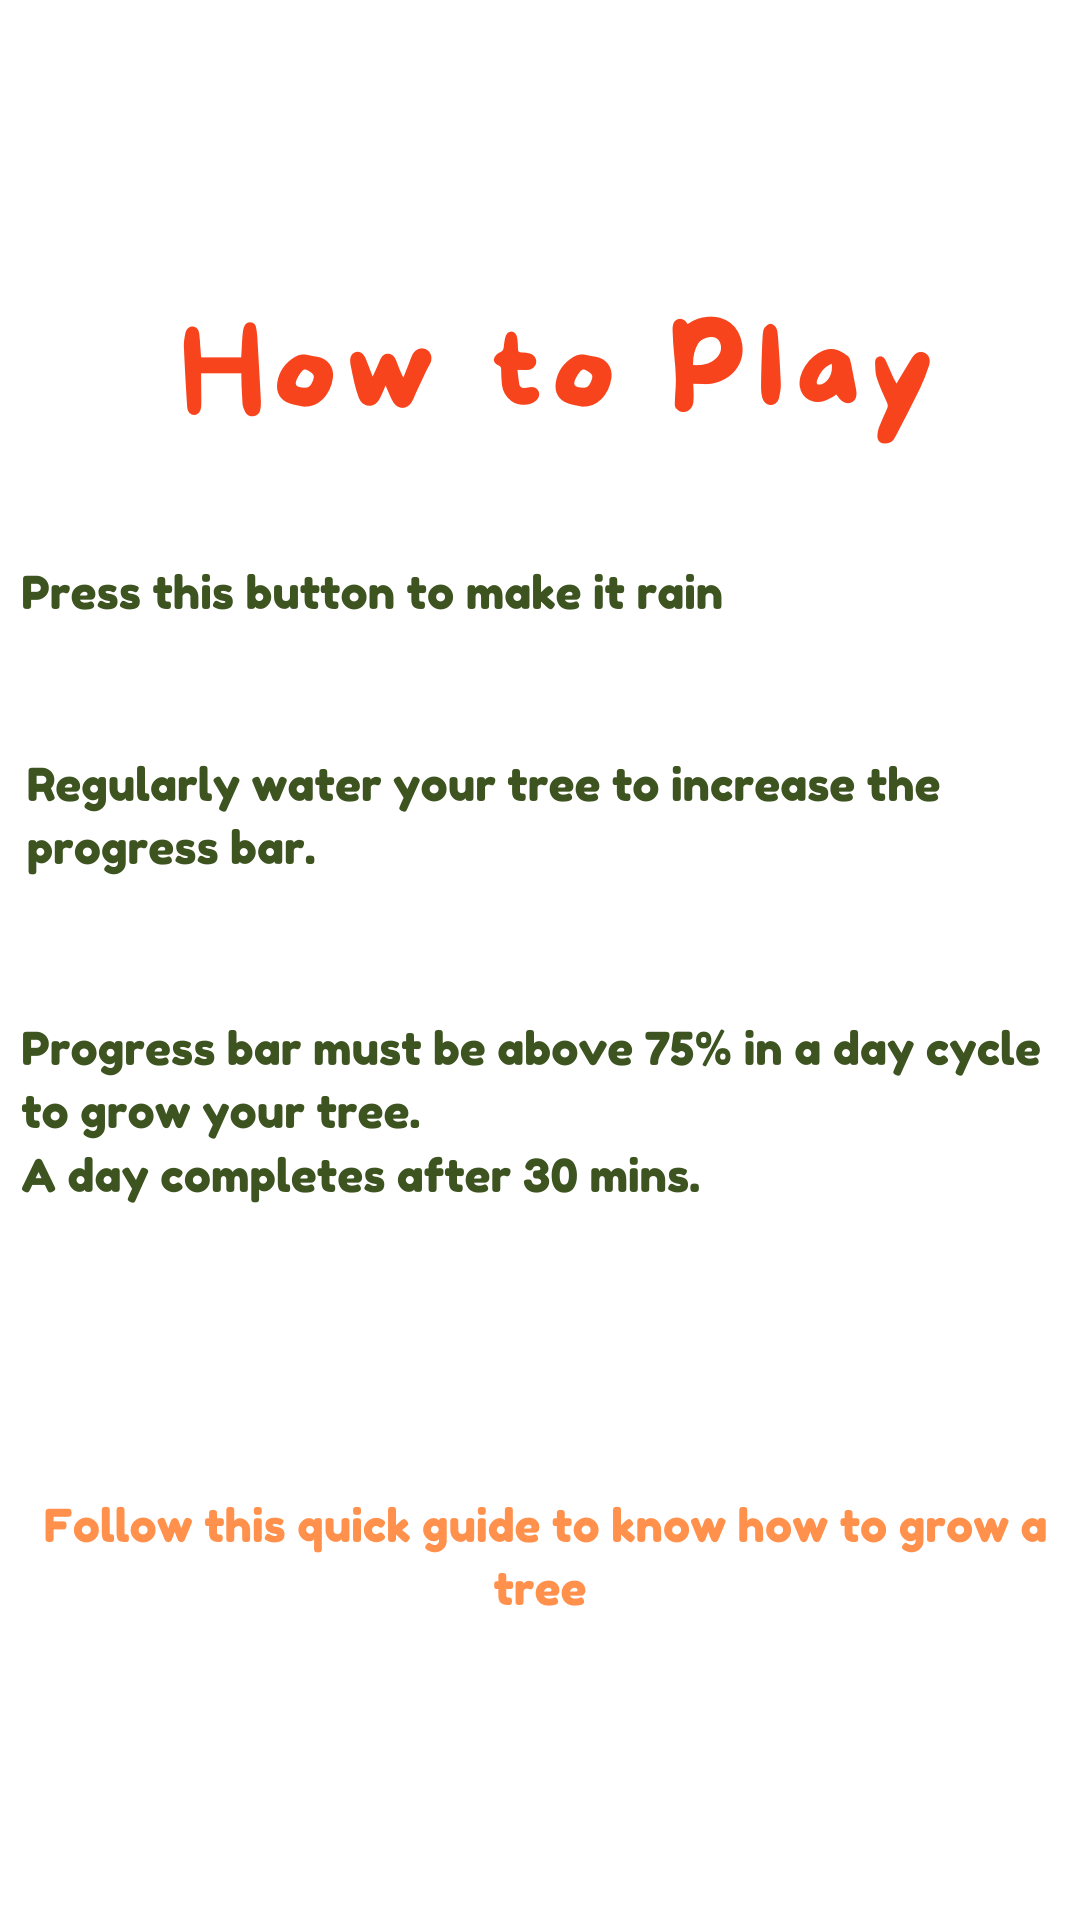 How to Play
Press this button to make it rain
Regularly water your tree to increase the
progress bar.
Progress bar must be above 75% in a day cycle
to grow your tree.
A day completes after 30 mins.
Follow this quick guide to know how to grow a
tree